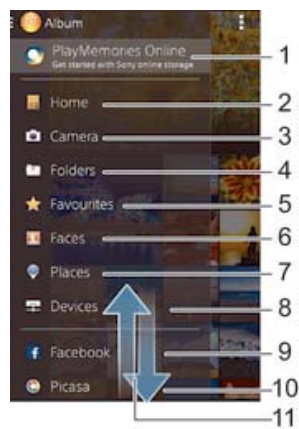 Album
PlayMemories Online
Get started with Sony online storage
1
Home
2
Camera
3
Folders
4
Favourites
5
Faces
6
Places
7
Devices
8
Facebook
9
Picasa
10
11